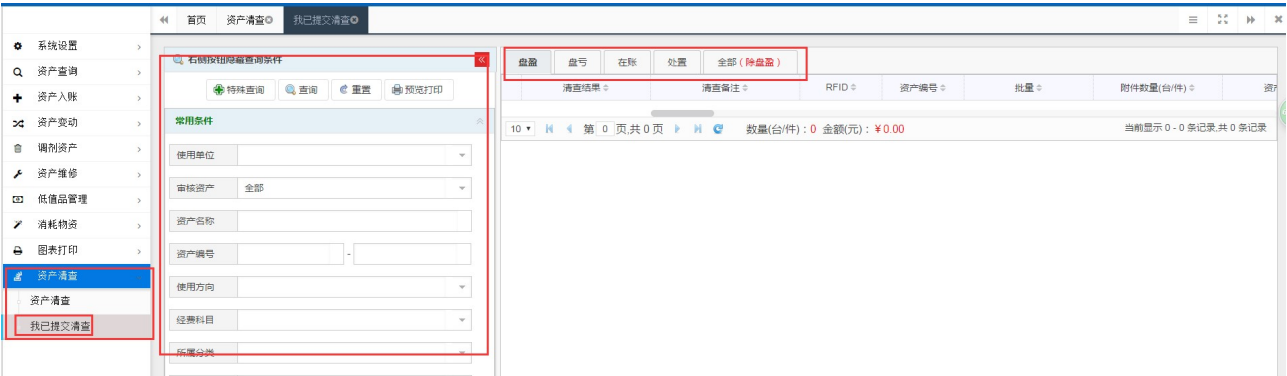 首页 资产清查 我已提交清查
系统设置
资产查询
资产入账
资产变动
调剂资产
资产维修
低值品管理
消耗物资
图表打印
资产清查
资产清查
我已提交清查
右侧按钮隐藏查询条件
特殊查询 查询 重置 预览打印
常用条件
使用单位
审核资产 全部
资产名称
资产编号 -
使用方向
经费科目
所属分类
盘盈 盘亏 在账 处置 全部(除盘盈)
清查结果 清查备注 RFID 资产编号 批量 附件数量(台/件)
10 第 0 页,共 0 页 数量(台/件):0 金额(元):¥0.00 当前显示 0 - 0 条记录,共 0 条记录